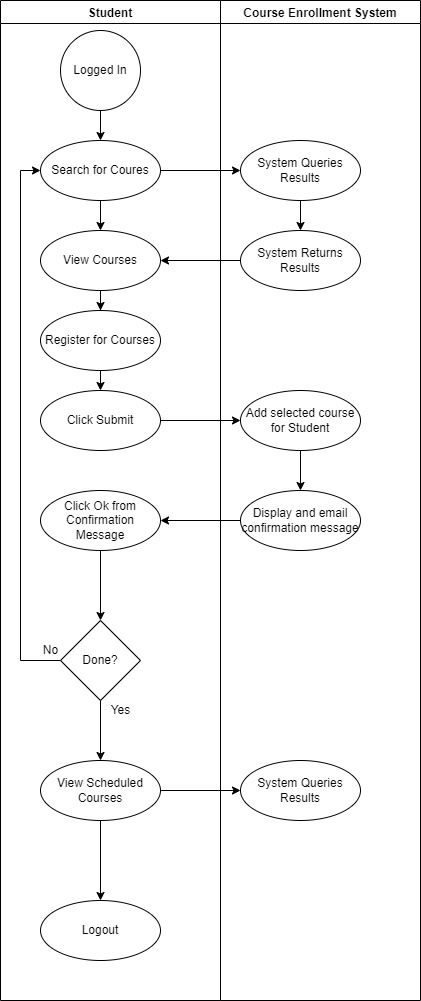 Student
Course Enrollment System
Logged In
Search for Coures
System Queries
Results
View Courses
System Returns
Results
Register for Courses
Click Submit
Add selected course
for Student
Click Ok from
Confirmation
Message
Display and email
confirmation message
No
Done?
Yes
View Scheduled
Courses
System Queries
Results
Logout